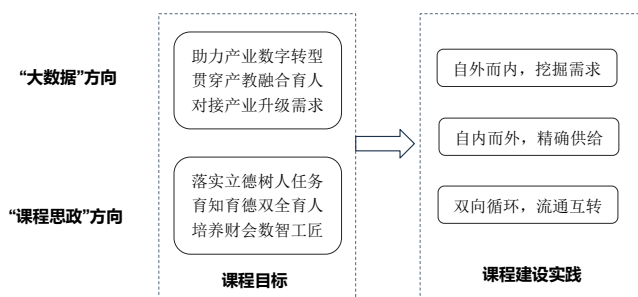 “大数据”方向
助力产业数字转型
贯穿产教融合育人
对接产业升级需求
“课程思政”方向
落实立德树人任务
育知育德双全育人
培养财会数智工匠
课程目标
自外而内，挖掘需求
自内而外，精确供给
双向循环，流通互转
课程建设实践